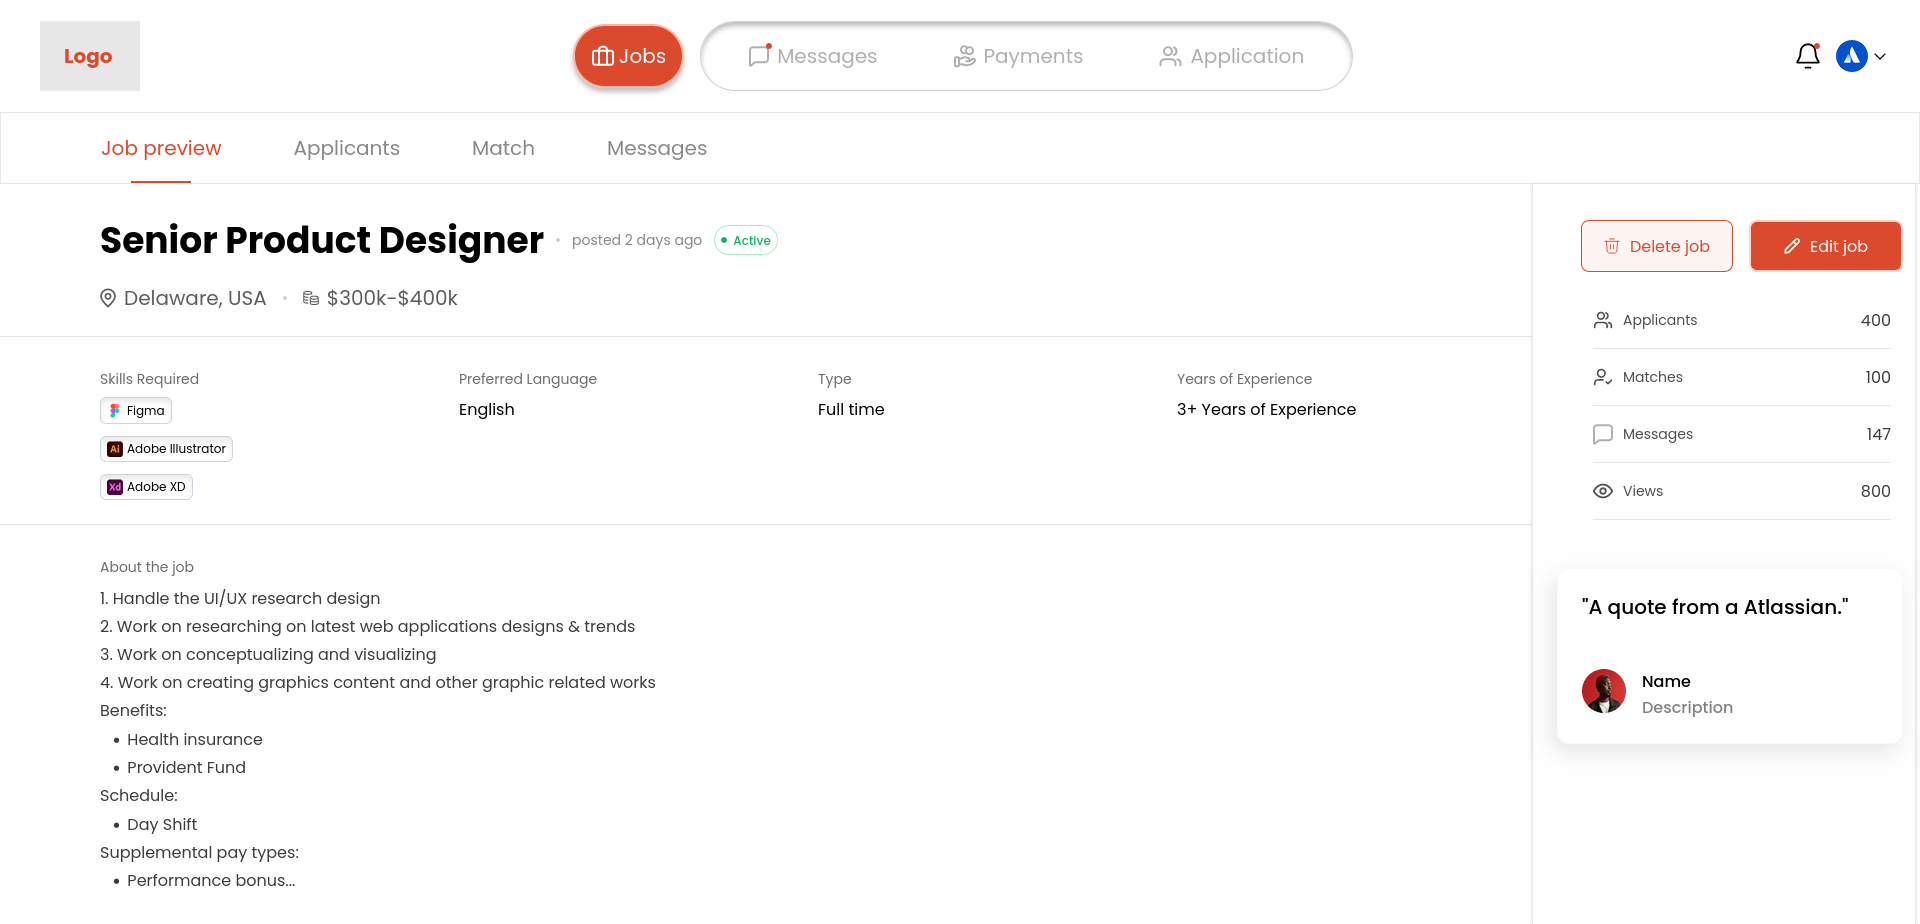 Logo
Jobs
Messages
Payments
Application
Job preview
Applicants
Match
Messages
Senior Product Designer
posted 2 days ago
Active
Delaware, USA
$300k-$400k
Delete job
Edit job
Applicants 400
Matches 100
Messages 147
Views 800
Skills Required
Figma
Ai Adobe Illustrator
Xd Adobe XD
Preferred Language
English
Type
Full time
Years of Experience
3+ Years of Experience
About the job
1. Handle the UI/UX research design
2. Work on researching on latest web applications designs & trends
3. Work on conceptualizing and visualizing
4. Work on creating graphics content and other graphic related works
Benefits:
• Health insurance
• Provident Fund
Schedule:
• Day Shift
Supplemental pay types:
• Performance bonus...
"A quote from a Atlassian."
Name
Description